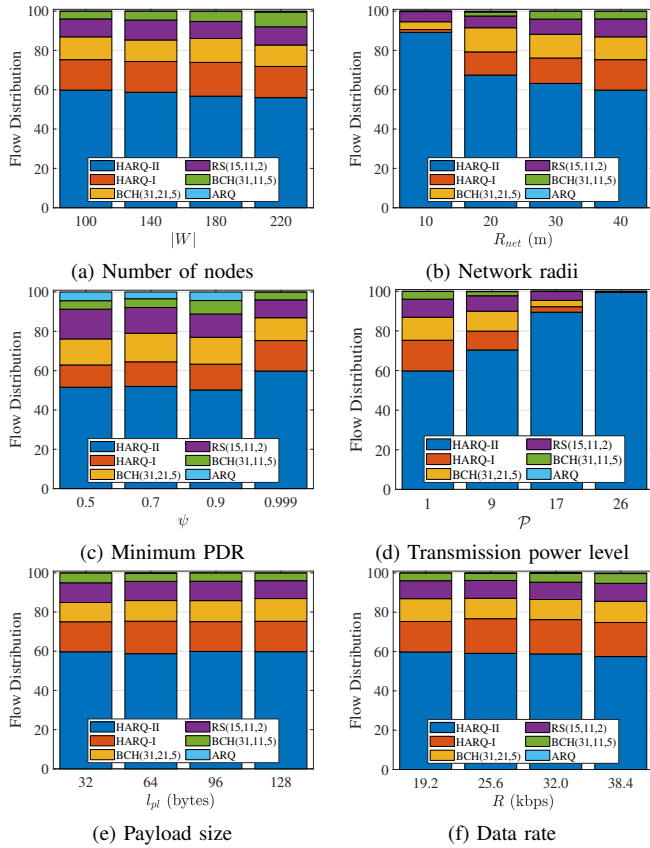 100
80
60
40
20
0
Flow Distribution
HARQ-II
HARQ-I
BCH(31,21,5)
RS(15,11,2)
BCH(31,11,5)
ARQ
100 140 180 220
|W|
(a) Number of nodes
100
80
60
40
20
0
Flow Distribution
HARQ-II
HARQ-I
BCH(31,21,5)
RS(15,11,2)
BCH(31,11,5)
ARQ
10 20 30 40
R_net (m)
(b) Network radii
100
80
60
40
20
0
Flow Distribution
HARQ-II
HARQ-I
BCH(31,21,5)
RS(15,11,2)
BCH(31,11,5)
ARQ
0.5 0.7 0.9 0.999
ψ
(c) Minimum PDR
100
80
60
40
20
0
Flow Distribution
HARQ-II
HARQ-I
BCH(31,21,5)
RS(15,11,2)
BCH(31,11,5)
ARQ
1 9 17 26
𝒫
(d) Transmission power level
100
80
60
40
20
0
Flow Distribution
HARQ-II
HARQ-I
BCH(31,21,5)
RS(15,11,2)
BCH(31,11,5)
ARQ
32 64 96 128
l_pl (bytes)
(e) Payload size
100
80
60
40
20
0
Flow Distribution
HARQ-II
HARQ-I
BCH(31,21,5)
RS(15,11,2)
BCH(31,11,5)
ARQ
19.2 25.6 32.0 38.4
R (kbps)
(f) Data rate